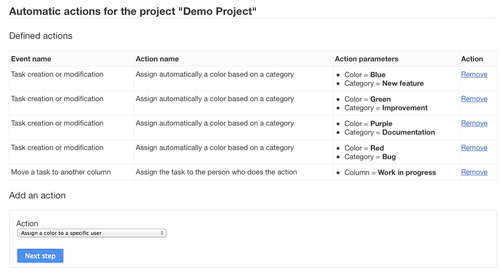 Automatic actions for the project "Demo Project"
Defined actions
Event name Action name Action parameters Action
Task creation or modification Assign automatically a color based on a category • Color = Blue Remove
• Category = New feature
Task creation or modification Assign automatically a color based on a category • Color = Green Remove
• Category = Improvement
Task creation or modification Assign automatically a color based on a category • Color = Purple Remove
• Category = Documentation
Task creation or modification Assign automatically a color based on a category • Color = Red Remove
• Category = Bug
Move a task to another column Assign the task to the person who does the action • Column = Work in progress Remove
Add an action
Action
Assign a color to a specific user
Next step